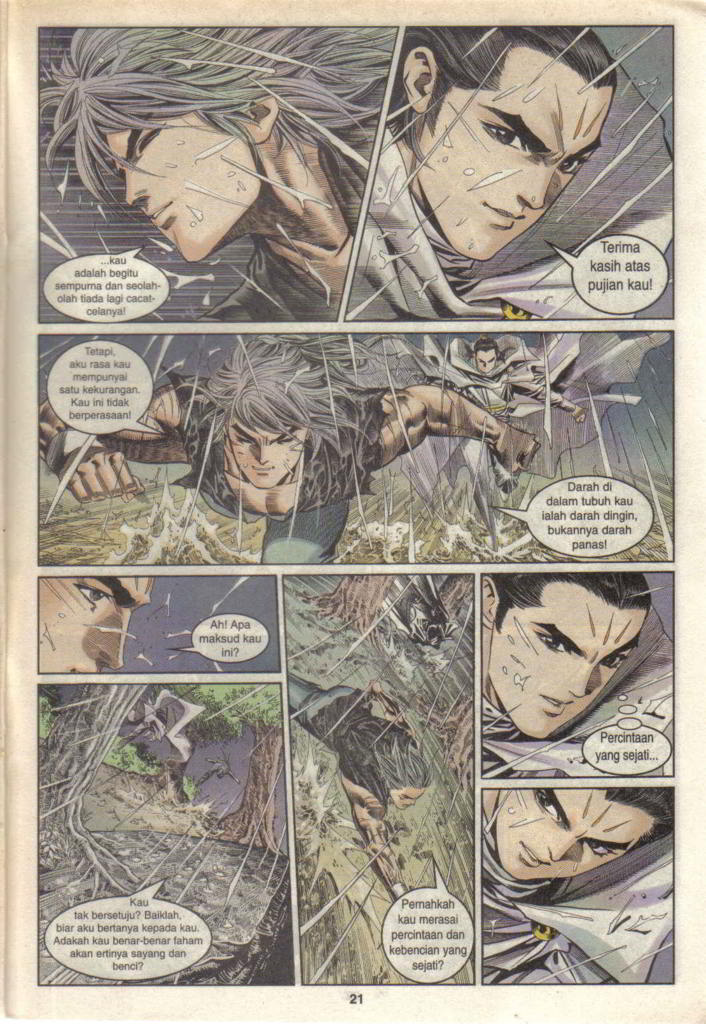 ...kau
adalah begitu
sempurna dan seolah-
olah tiada lagi cacat-
celanya!
Terima
kasih atas
pujian kau!
Tetapi,
aku rasa kau
mempunyai
satu kekurangan.
Kau ini tidak
berperasaan!
Darah di
dalam tubuh kau
ialah darah dingin,
bukannya darah
panas!
Ah! Apa
maksud kau
ini?
Kau
tak bersetuju? Baiklah,
biar aku bertanya kepada kau.
Adakah kau benar-benar faham
akan ertinya sayang dan
benci?
Pernahkah
kau merasai
percintaan dan
kebencian yang
sejati?
Percintaan
yang sejati...
21